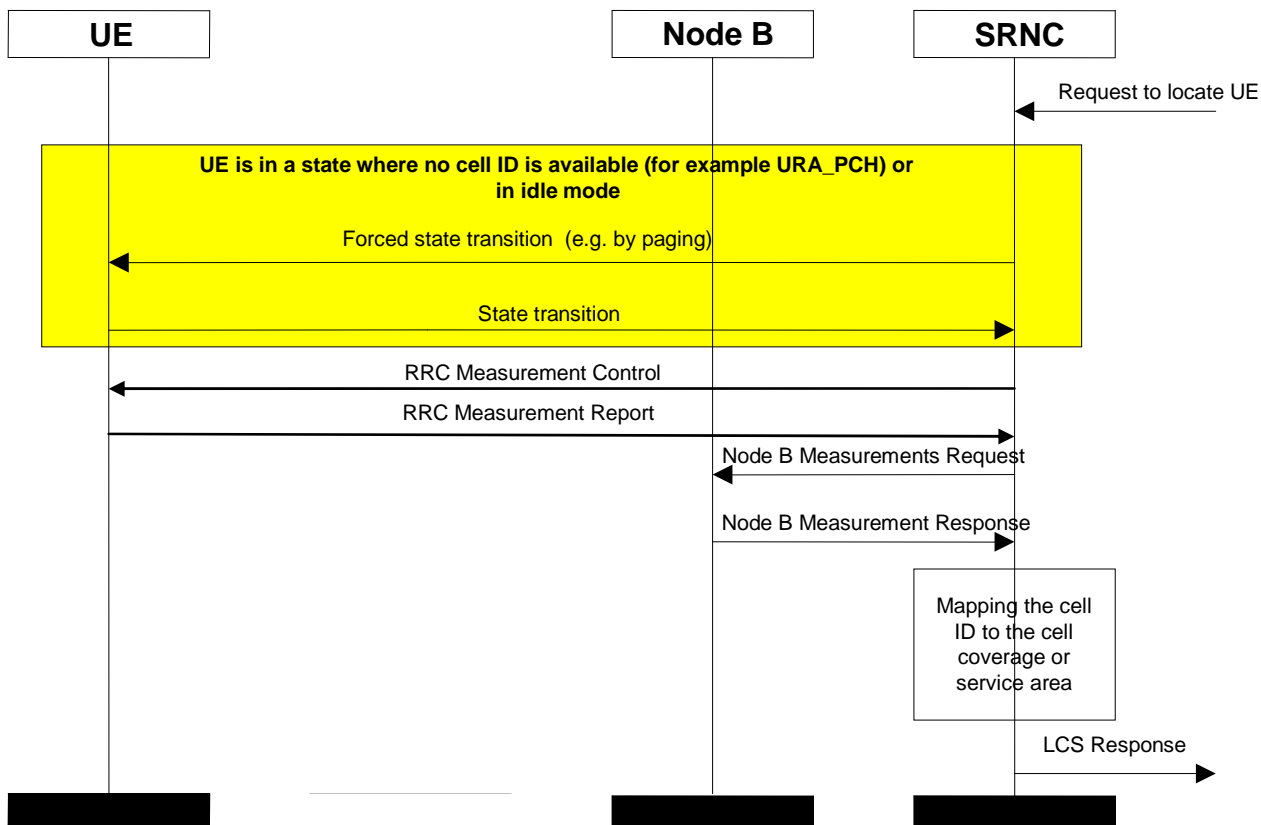 UE
Node B
SRNC
Request to locate UE
UE is in a state where no cell ID is available (for example URA_PCH) or
in idle mode
Forced state transition (e.g. by paging)
State transition
RRC Measurement Control
RRC Measurement Report
Node B Measurements Request
Node B Measurement Response
Mapping the cell
ID to the cell
coverage or
service area
LCS Response